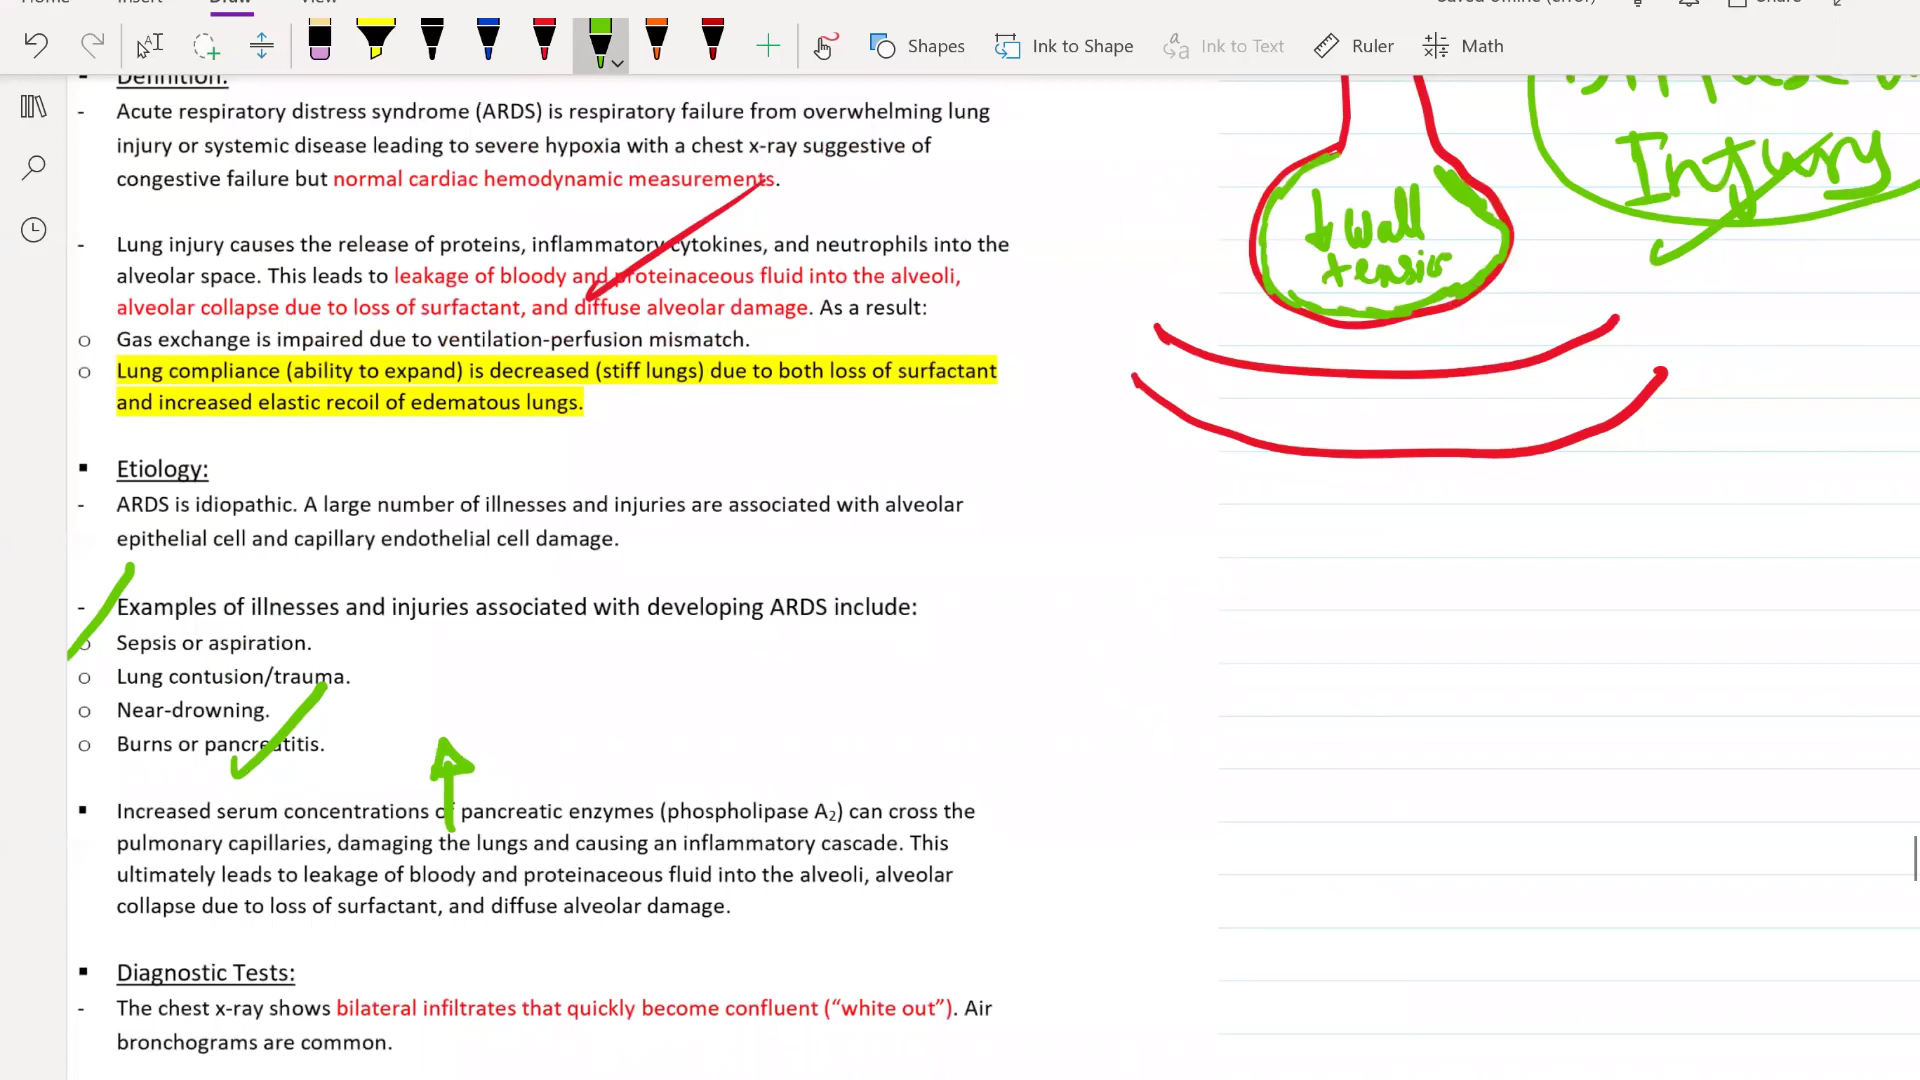 Home Insert Draw View Saved online (error) Share
Shapes Ink to Shape Ink to Text Ruler Math
Definition:
- Acute respiratory distress syndrome (ARDS) is respiratory failure from overwhelming lung
injury or systemic disease leading to severe hypoxia with a chest x-ray suggestive of
congestive failure but normal cardiac hemodynamic measurements.
- Lung injury causes the release of proteins, inflammatory cytokines, and neutrophils into the
alveolar space. This leads to leakage of bloody and proteinaceous fluid into the alveoli,
alveolar collapse due to loss of surfactant, and diffuse alveolar damage. As a result:
o Gas exchange is impaired due to ventilation-perfusion mismatch.
o Lung compliance (ability to expand) is decreased (stiff lungs) due to both loss of surfactant
and increased elastic recoil of edematous lungs.
▪ Etiology:
- ARDS is idiopathic. A large number of illnesses and injuries are associated with alveolar
epithelial cell and capillary endothelial cell damage.
- Examples of illnesses and injuries associated with developing ARDS include:
o Sepsis or aspiration.
o Lung contusion/trauma.
o Near-drowning.
o Burns or pancreatitis.
▪ Increased serum concentrations of pancreatic enzymes (phospholipase A₂) can cross the
pulmonary capillaries, damaging the lungs and causing an inflammatory cascade. This
ultimately leads to leakage of bloody and proteinaceous fluid into the alveoli, alveolar
collapse due to loss of surfactant, and diffuse alveolar damage.
▪ Diagnostic Tests:
- The chest x-ray shows bilateral infiltrates that quickly become confluent (“white out”). Air
bronchograms are common.
Injury
↓ Wall
tension